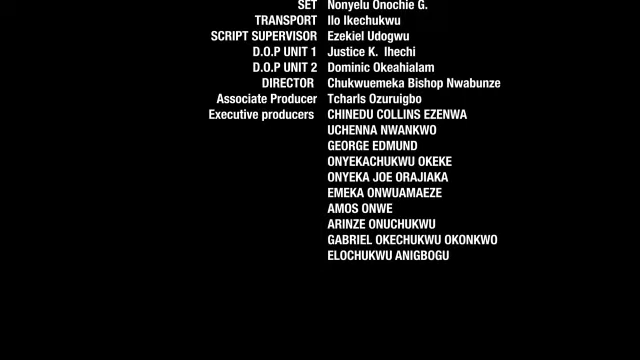 SET Nonyelu Onochie G.
TRANSPORT Ilo Ikechukwu
SCRIPT SUPERVISOR Ezekiel Udogwu
D.O.P UNIT 1 Justice K. Ihechi
D.O.P UNIT 2 Dominic Okeahialam
DIRECTOR Chukwuemeka Bishop Nwabunze
Associate Producer Tcharls Ozuruigbo
Executive producers CHINEDU COLLINS EZENWA
UCHENNA NWANKWO
GEORGE EDMUND
ONYEKACHUKWU OKEKE
ONYEKA JOE ORAJIAKA
EMEKA ONWUAMAEZE
AMOS ONWE
ARINZE ONUCHUKWU
GABRIEL OKECHUKWU OKONKWO
ELOCHUKWU ANIGBOGU